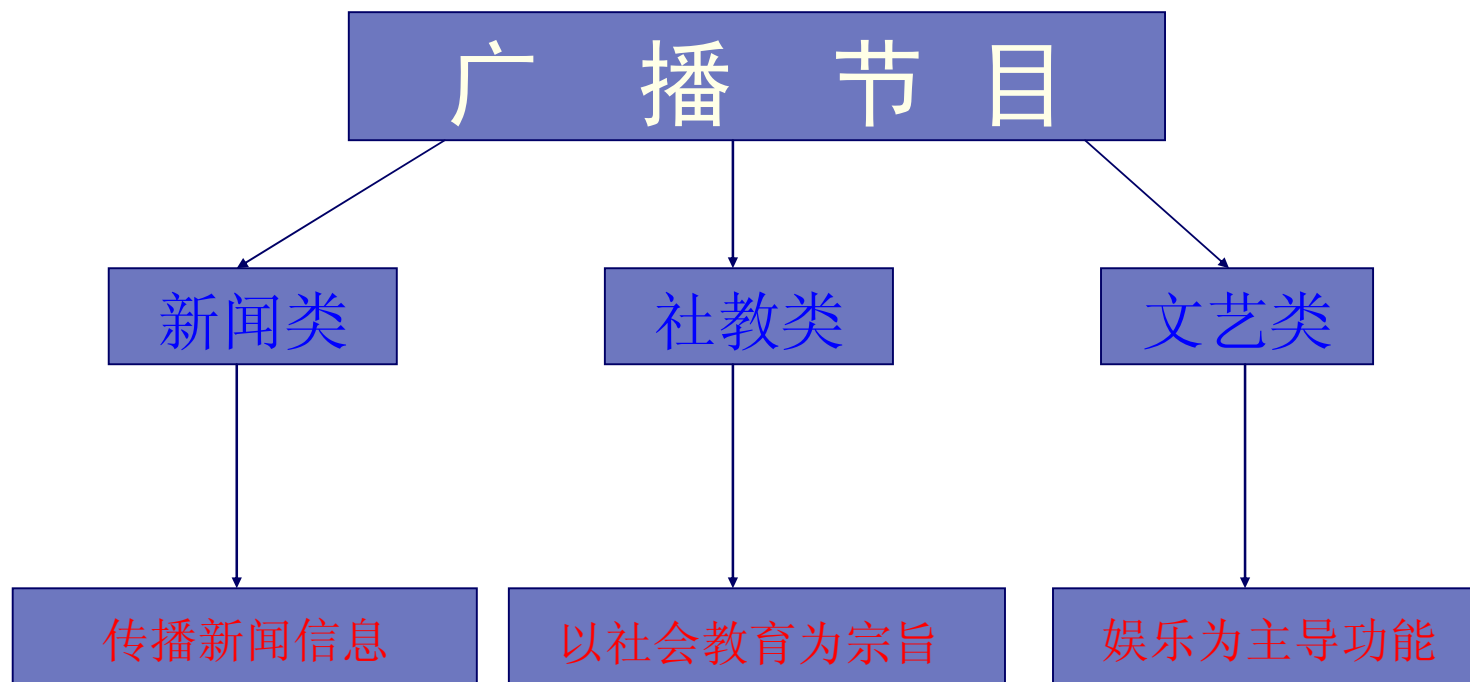 广 播 节 目
新闻类
社教类
文艺类
传播新闻信息
以社会教育为宗旨
娱乐为主导功能